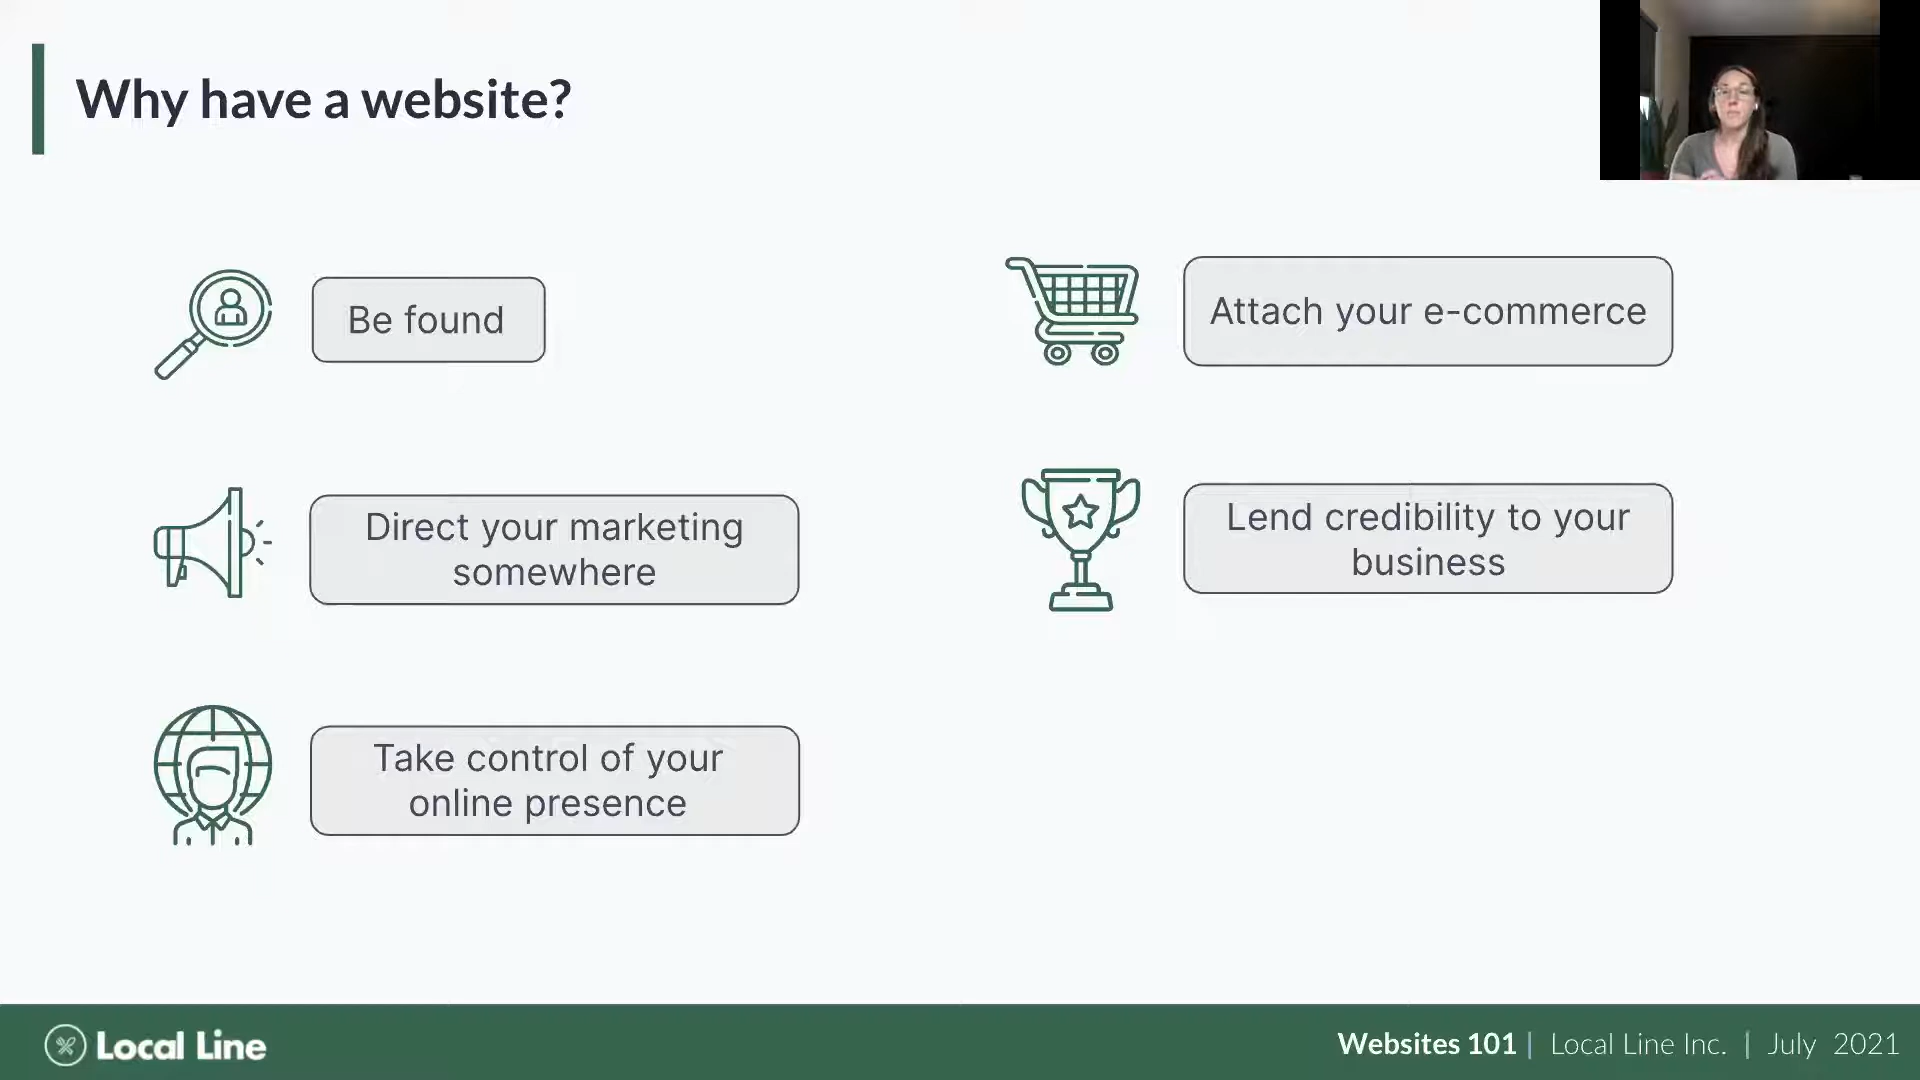 Why have a website?
Be found
Direct your marketing
somewhere
Take control of your
online presence
Attach your e-commerce
Lend credibility to your
business
Local Line
Websites 101 | Local Line Inc. | July 2021